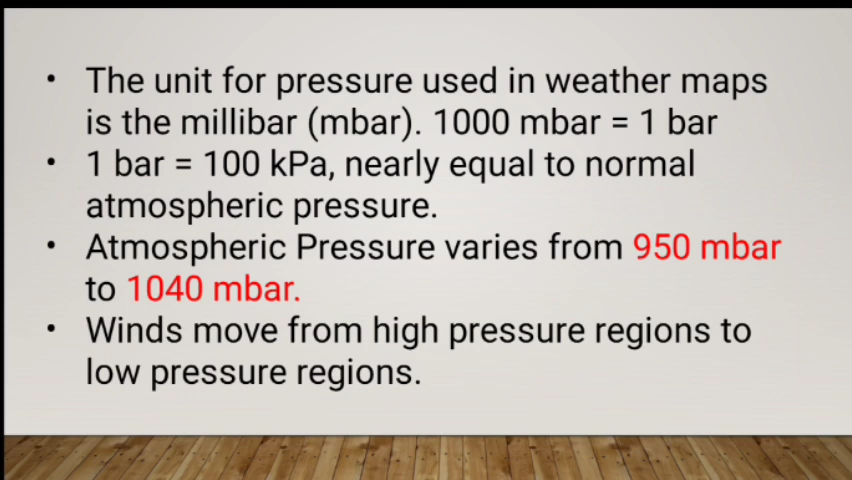 • The unit for pressure used in weather maps
is the millibar (mbar). 1000 mbar = 1 bar
• 1 bar = 100 kPa, nearly equal to normal
atmospheric pressure.
• Atmospheric Pressure varies from 950 mbar
to 1040 mbar.
• Winds move from high pressure regions to
low pressure regions.